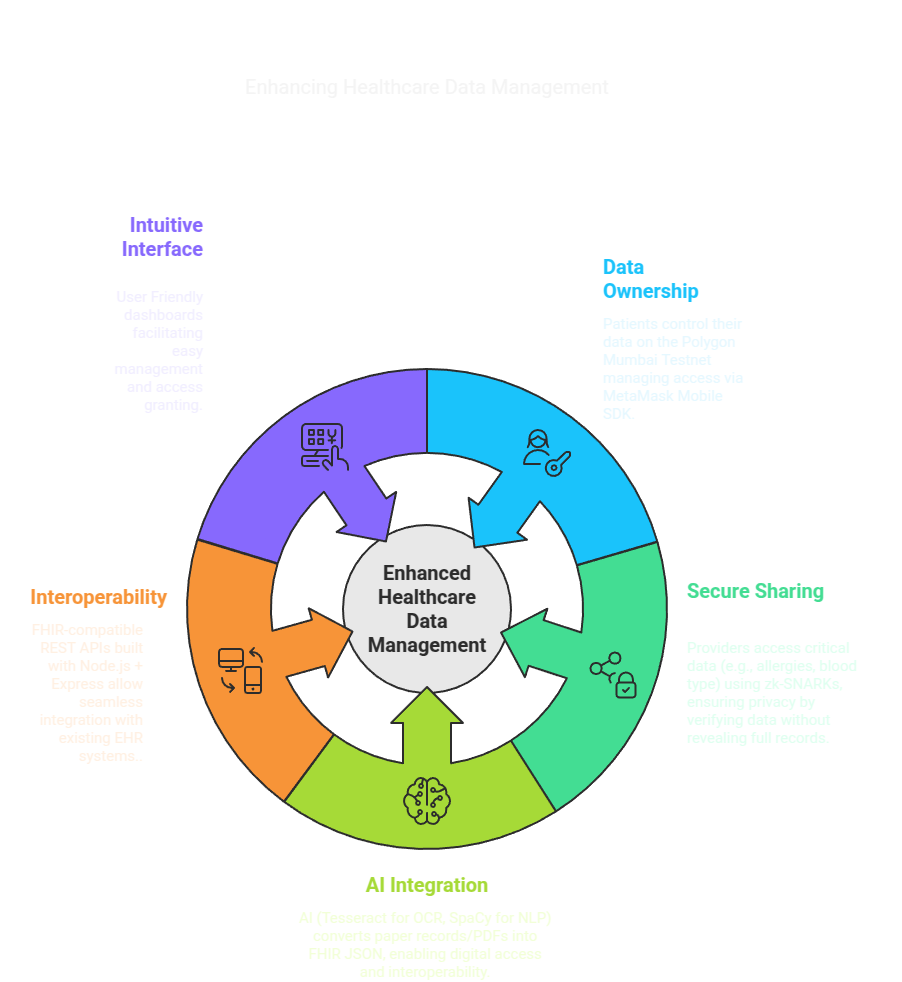 Enhancing Healthcare Data Management
Intuitive
Interface
User Friendly
dashboards
facilitating
easy
management
and access
granting.
Data
Ownership
Patients control their
data on the Polygon
Mumbai Testnet
managing access via
MetaMask Mobile
SDK.
Enhanced
Healthcare
Data
Management
Interoperability
FHIR-compatible
REST APIs built
with Node.js +
Express allow
seamless
integration with
existing EHR
systems..
Secure Sharing
Providers access critical
data (e.g., allergies, blood
type) using zk-SNARKs,
ensuring privacy by
verifying data without
revealing full records.
AI Integration
AI (Tesseract for OCR, SpaCy for NLP)
converts paper records/PDFs into
FHIR JSON, enabling digital access
and interoperability.